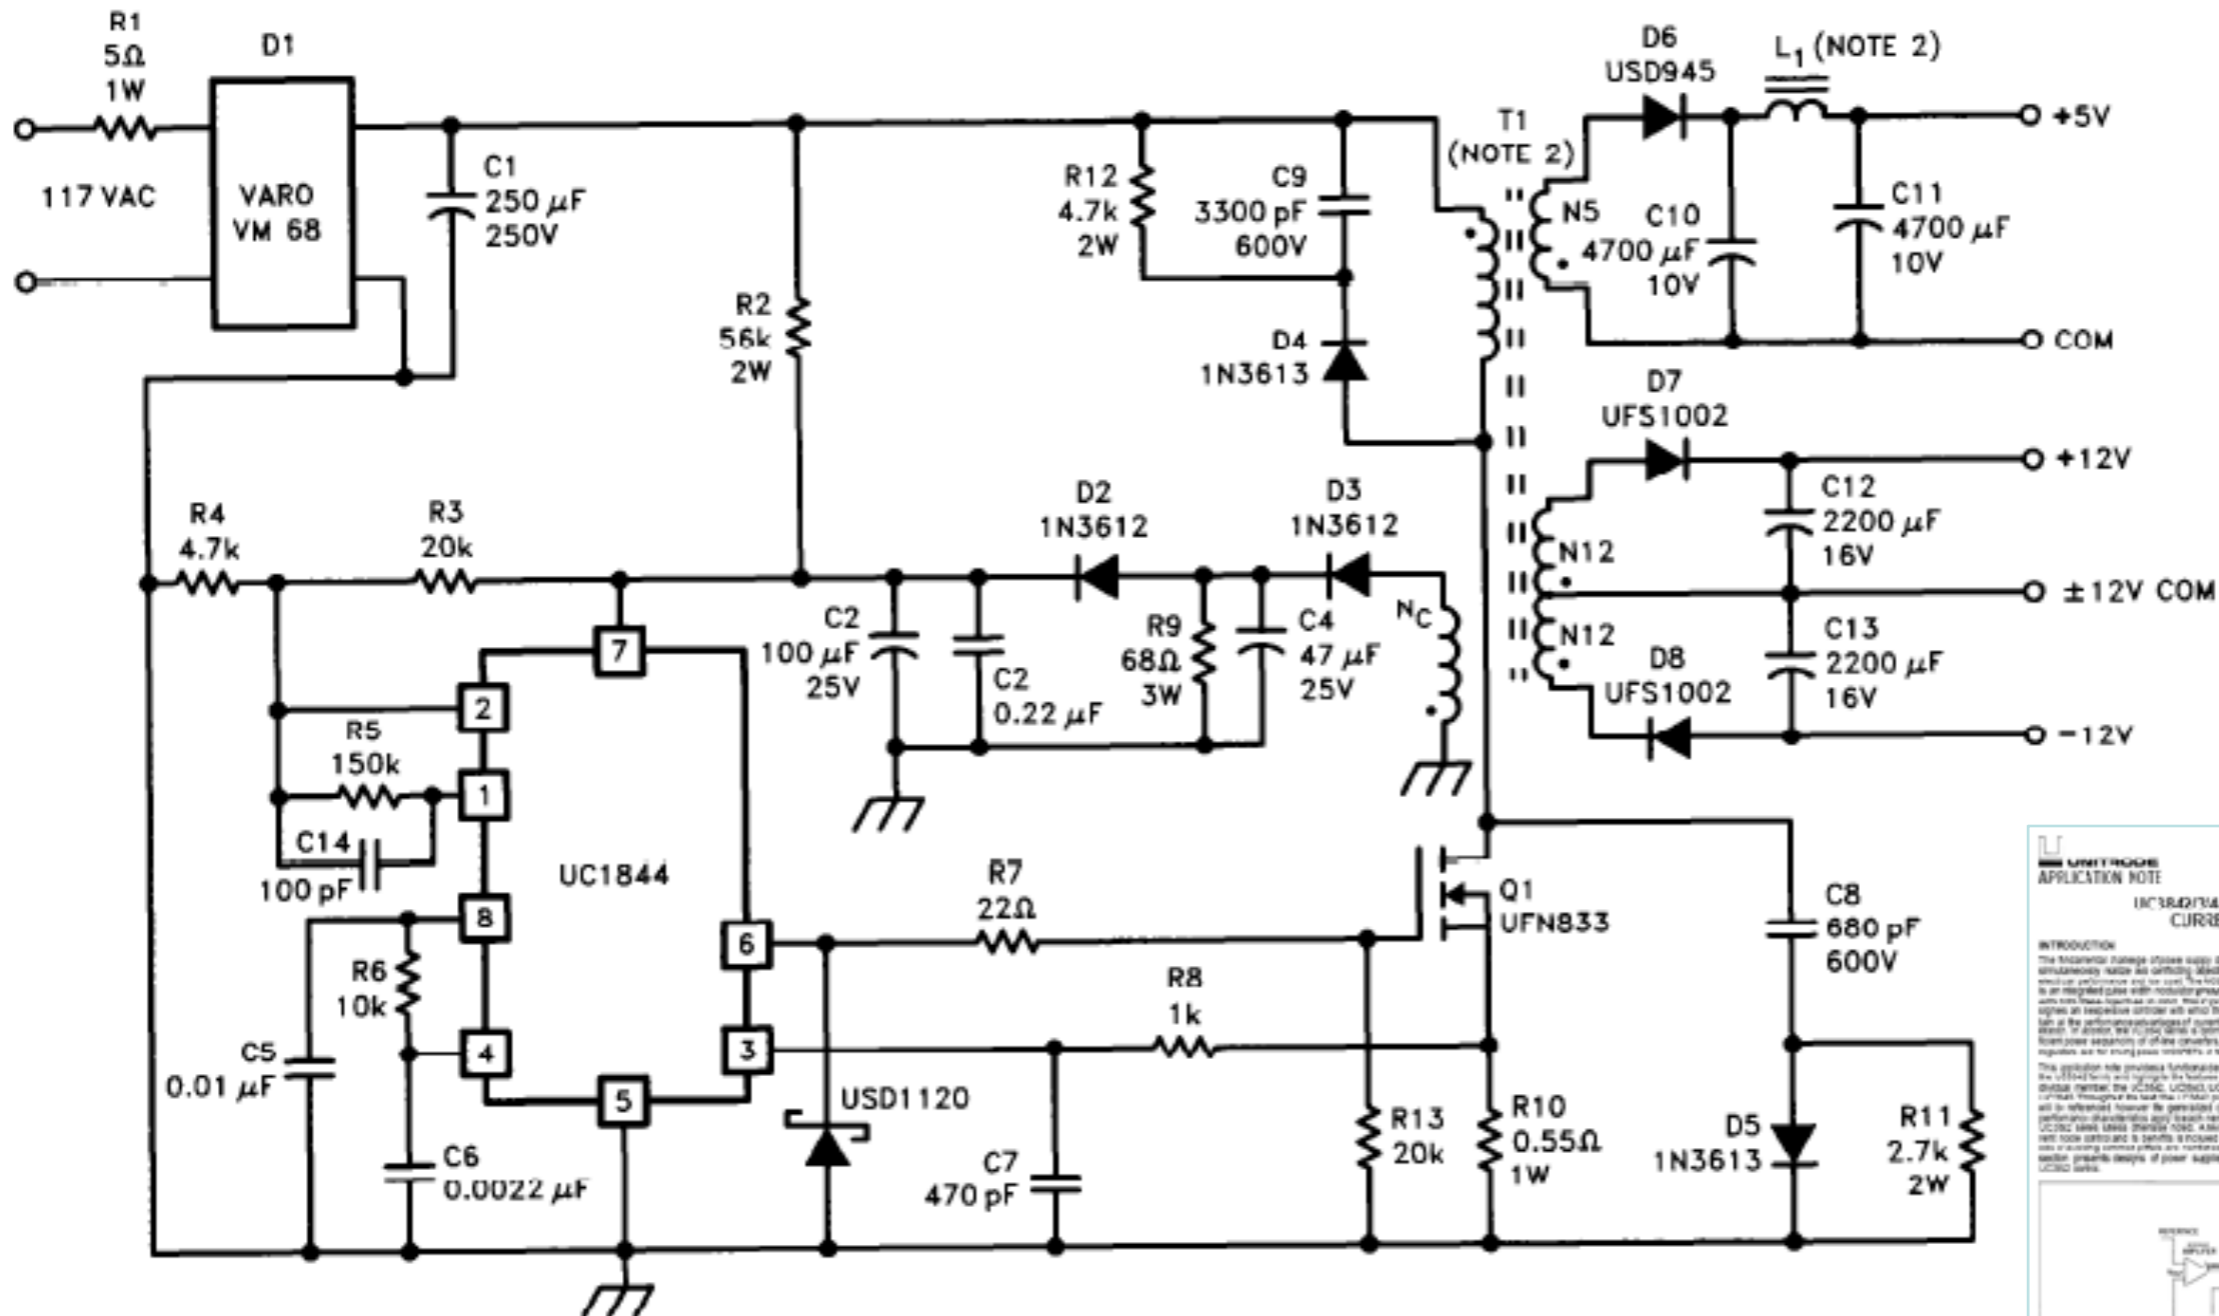 R1
5Ω
1W
D1
117 VAC
VARO
VM 68
C1
250 µF
250V
R2
56k
2W
R12
4.7k
2W
C9
3300 pF
600V
D4
1N3613
T1
(NOTE 2)
N5
D6
USD945
L1 (NOTE 2)
C10
4700 µF
10V
C11
4700 µF
10V
+5V
COM
D7
UFS1002
+12V
C12
2200 µF
16V
N12
±12V COM
N12
C13
2200 µF
16V
D8
UFS1002
-12V
R4
4.7k
R3
20k
D2
1N3612
D3
1N3612
C2
100 µF
25V
C2
0.22 µF
R9
68Ω
3W
C4
47 µF
25V
NC
7
2
R5
150k
1
C14
100 pF
UC1844
8
R6
10k
4
C5
0.01 µF
C6
0.0022 µF
5
6
3
R7
22Ω
R8
1k
USD1120
C7
470 pF
Q1
UFN833
R13
20k
R10
0.55Ω
1W
C8
680 pF
600V
D5
1N3613
R11
2.7k
2W
UNITRODE
APPLICATION NOTE
CURRE
INTRODUCTION